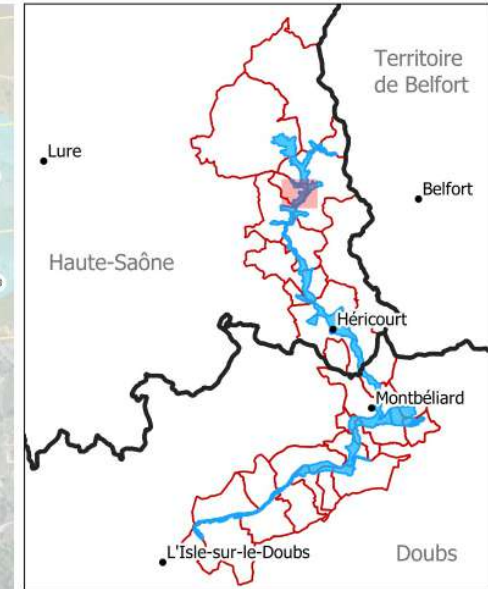 Territoire
de Belfort
Lure
Belfort
Haute-Saône
Héricourt
Montbéliard
L'Isle-sur-le-Doubs
Doubs